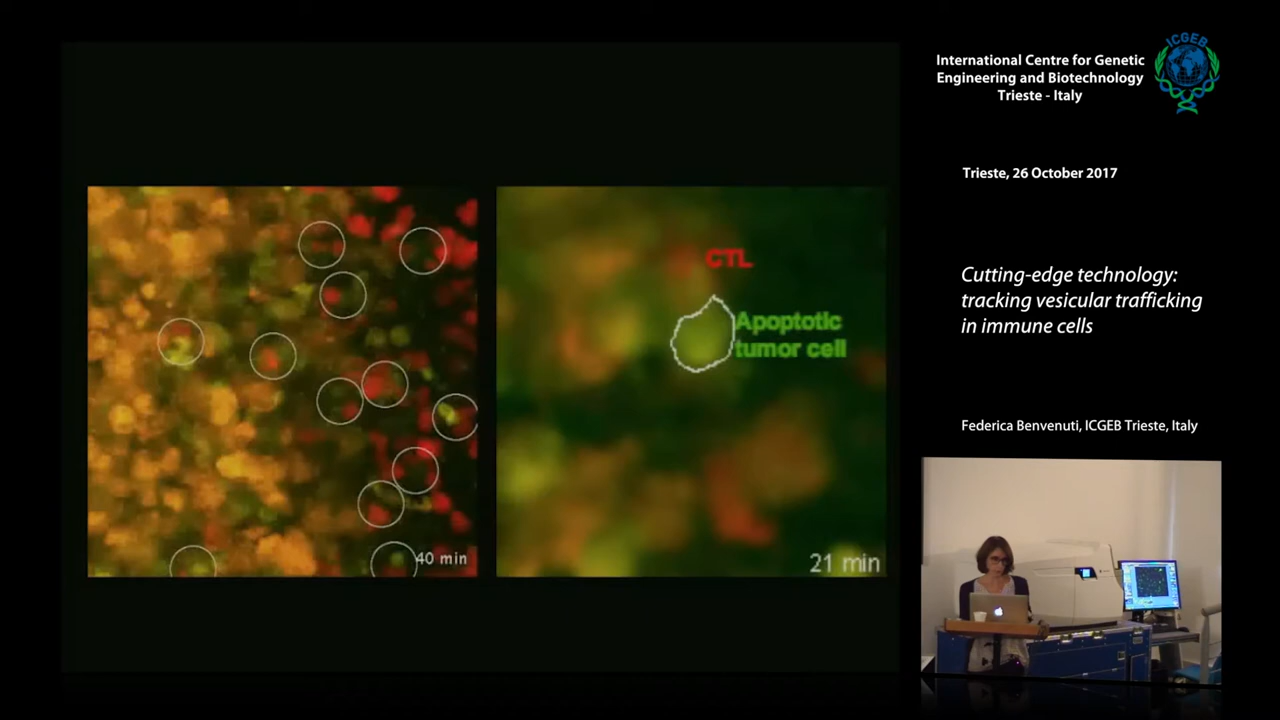 International Centre for Genetic
Engineering and Biotechnology
Trieste - Italy
ICGEB
Trieste, 26 October 2017
Cutting-edge technology:
tracking vesicular trafficking
in immune cells
Federica Benvenuti, ICGEB Trieste, Italy
CTL
Apoptotic
tumor cell
40 min
21 min